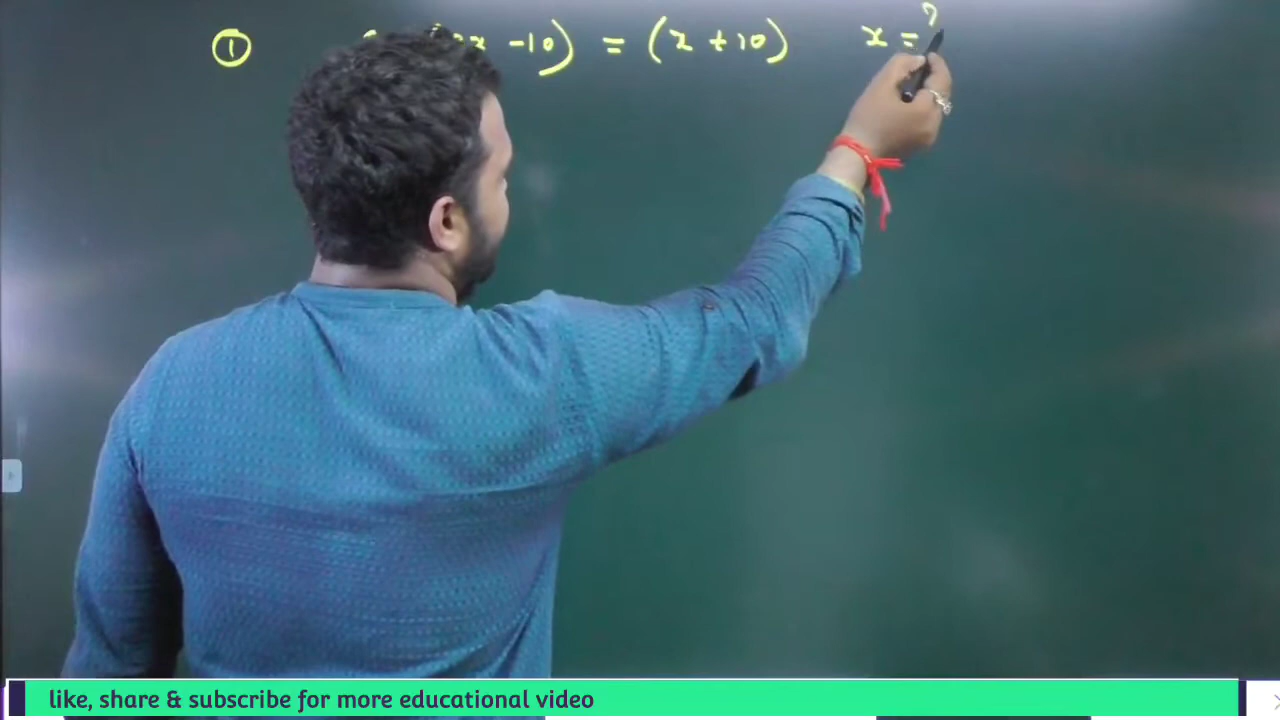 ① x - 10) = (x + 10) x = ?
like, share & subscribe for more educational video